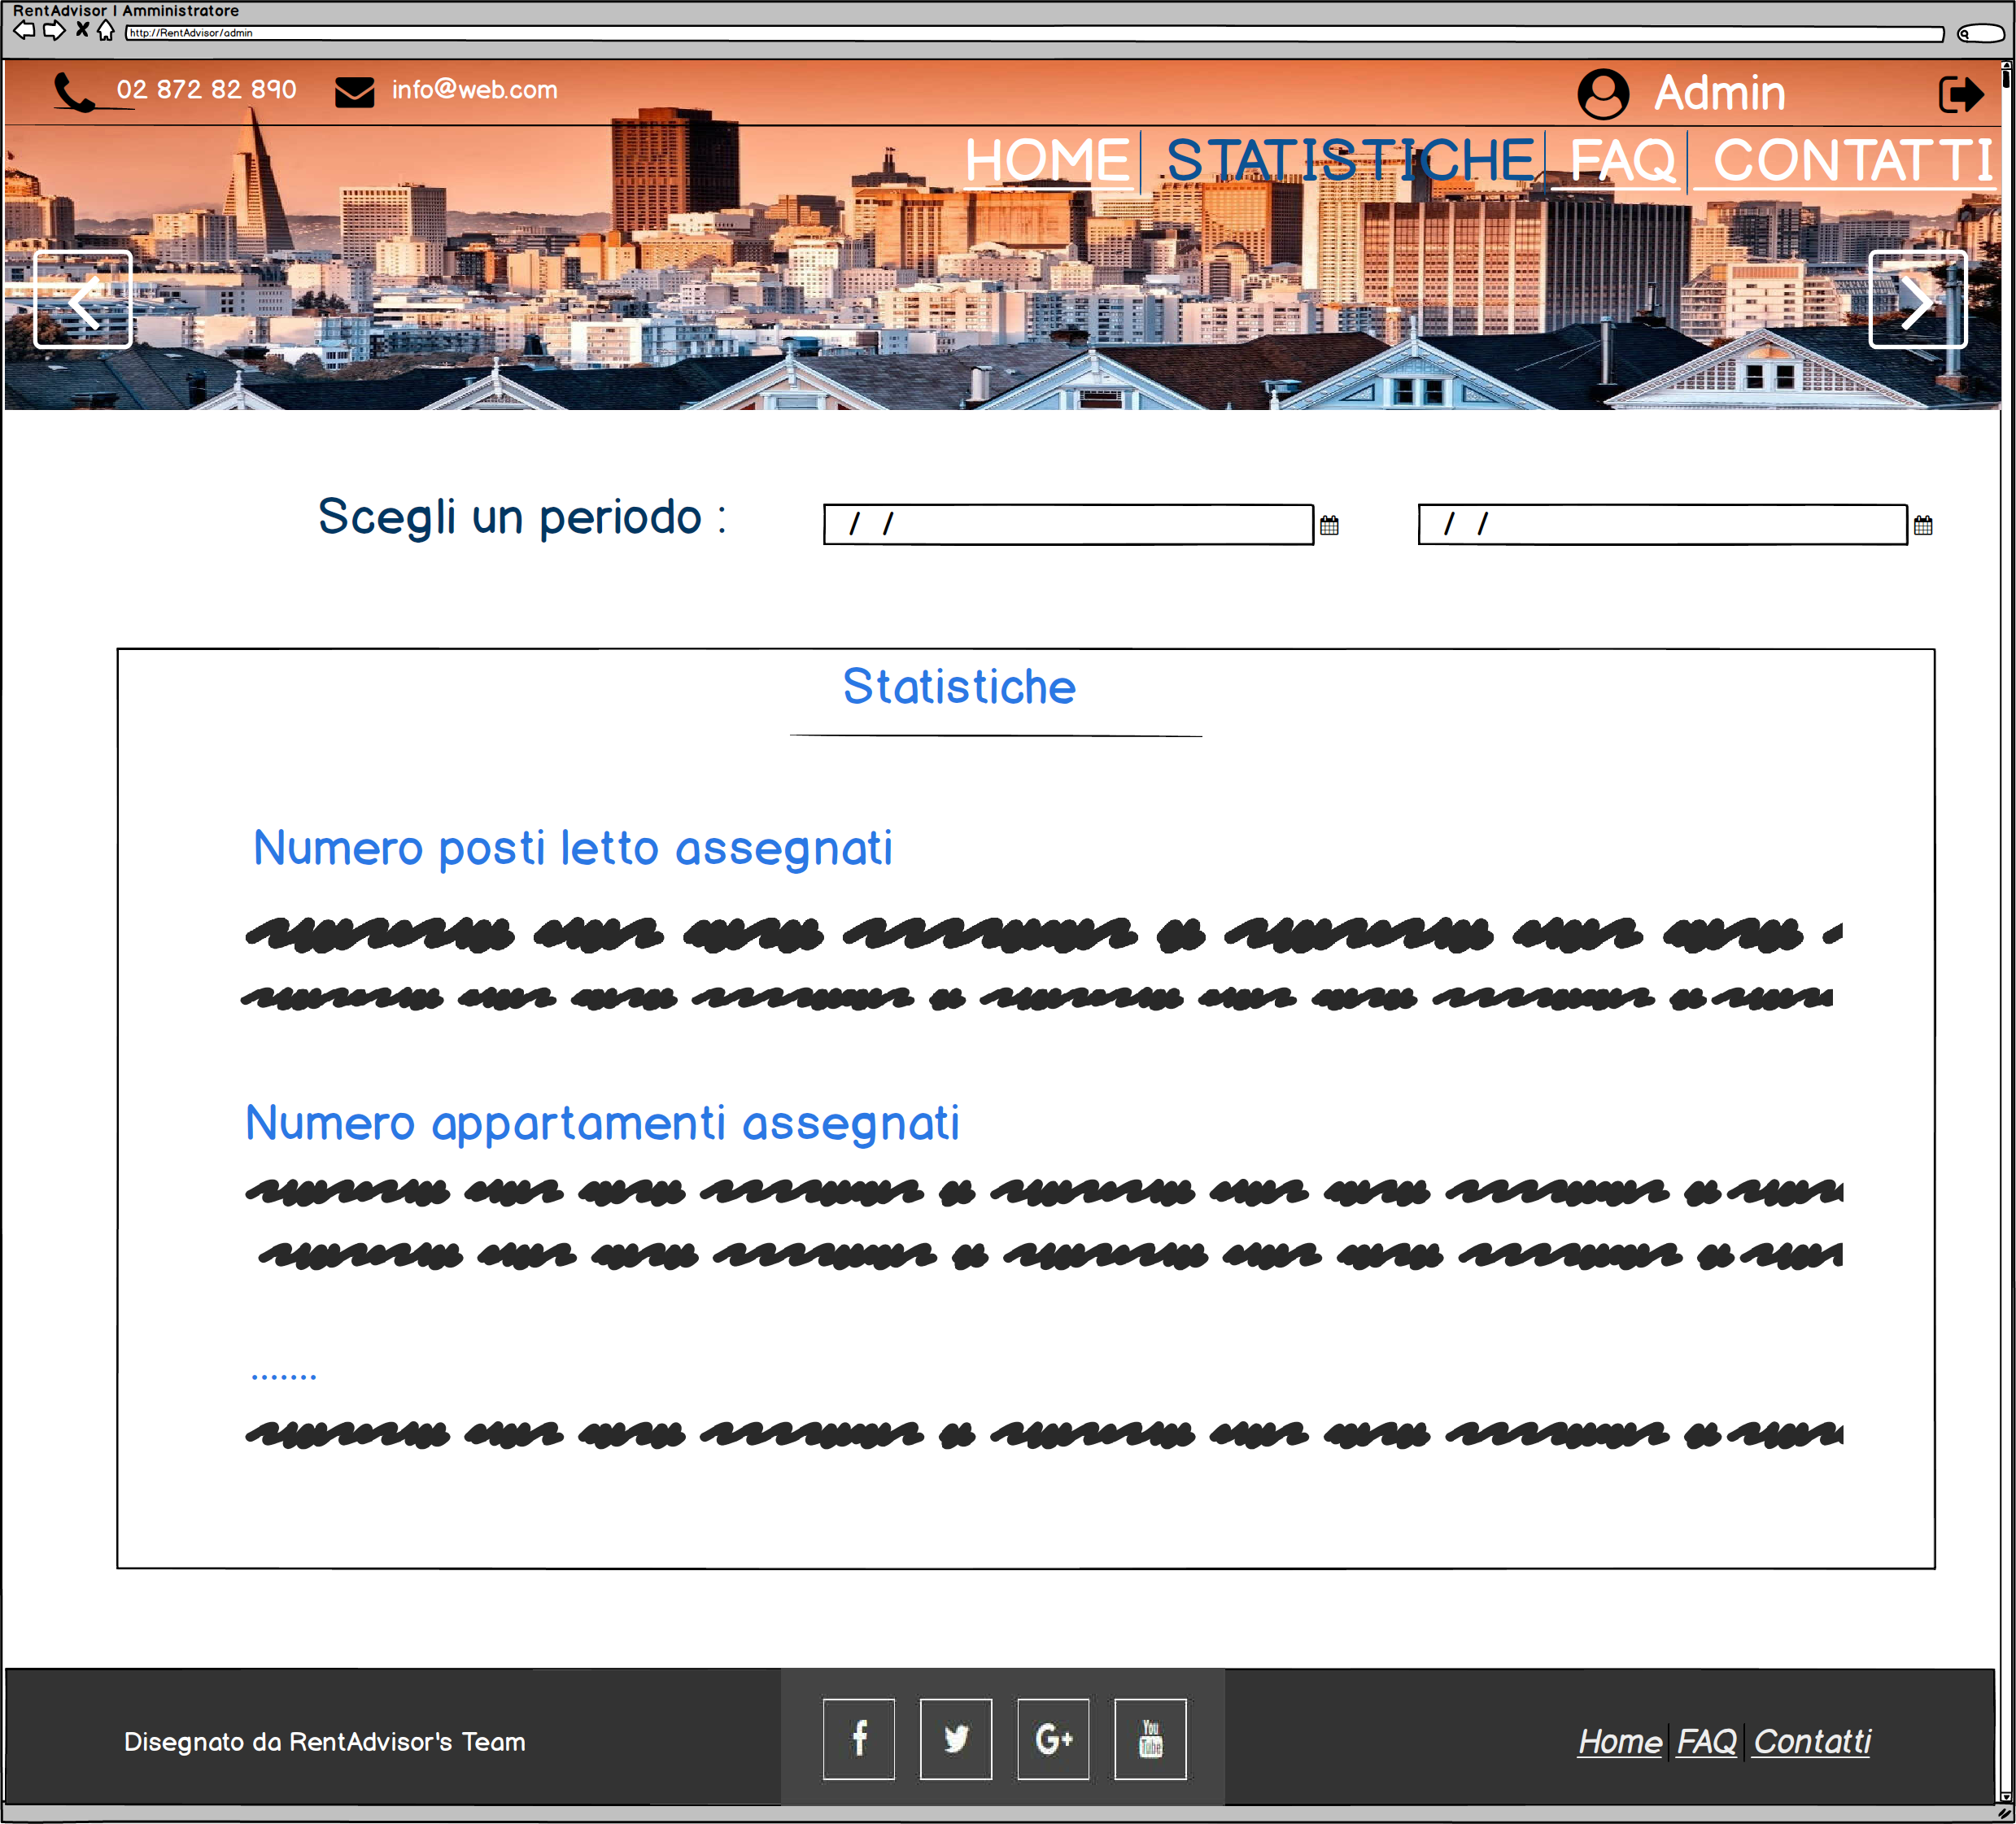 RentAdvisor | Amministratore
http://RentAdvisor/admin
02 872 82 890 info@web.com Admin
HOME STATISTICHE FAQ CONTATTI
Scegli un periodo : / / / /
Statistiche
Numero posti letto assegnati
Numero appartamenti assegnati
.......
Disegnato da RentAdvisor's Team
You Tube
G+
Home FAQ Contatti